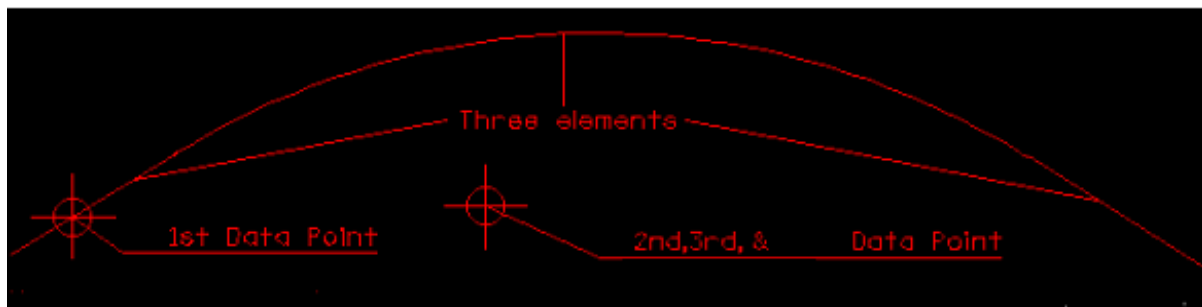 Three elements
1st Data Point
2nd,3rd, & Data Point